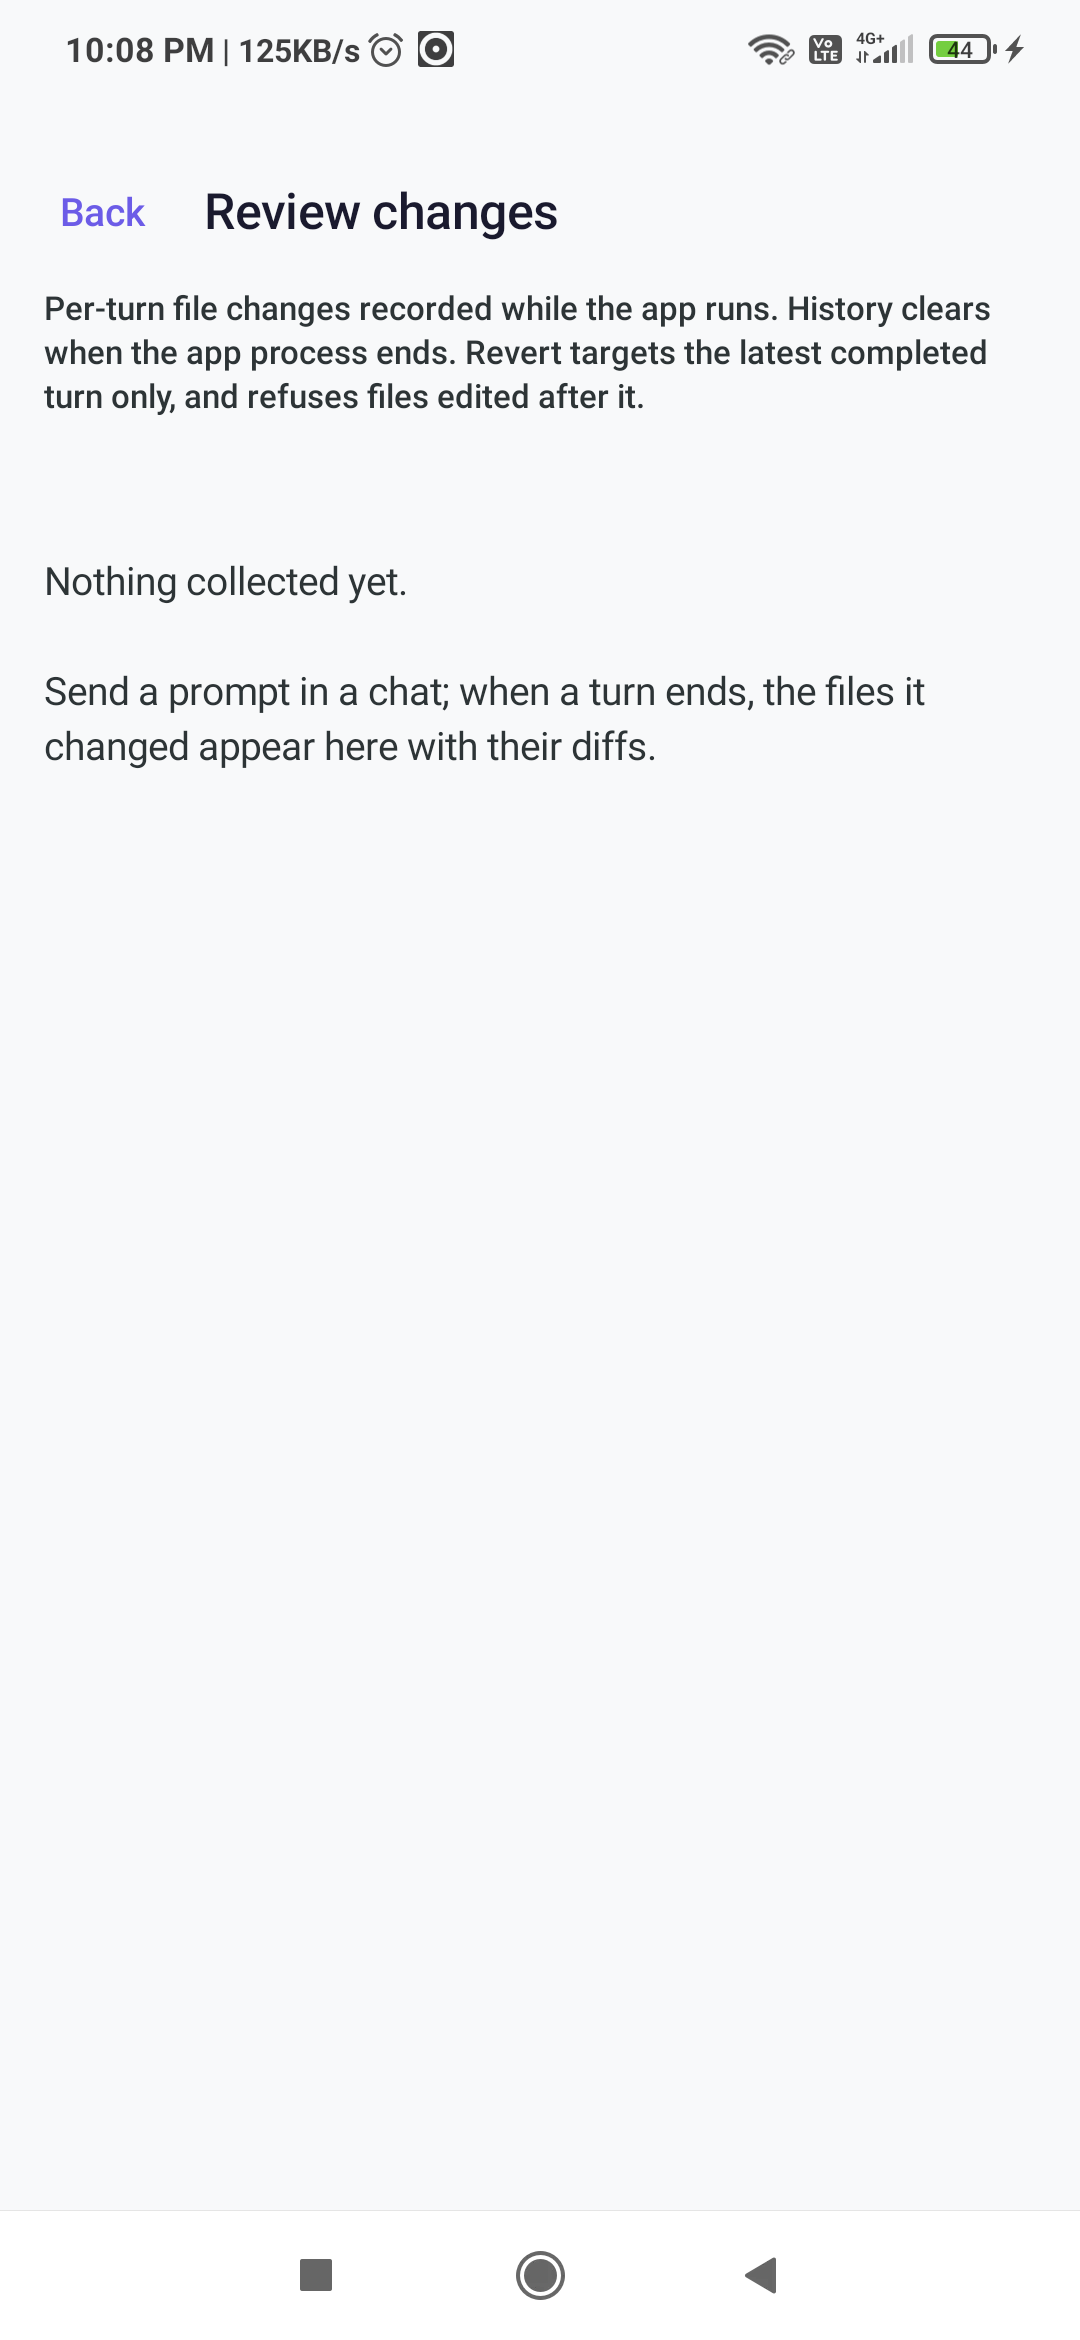 10:08 PM | 125KB/s
Vo LTE
4G+
44
Back
Review changes
Per-turn file changes recorded while the app runs. History clears
when the app process ends. Revert targets the latest completed
turn only, and refuses files edited after it.
Nothing collected yet.
Send a prompt in a chat; when a turn ends, the files it
changed appear here with their diffs.